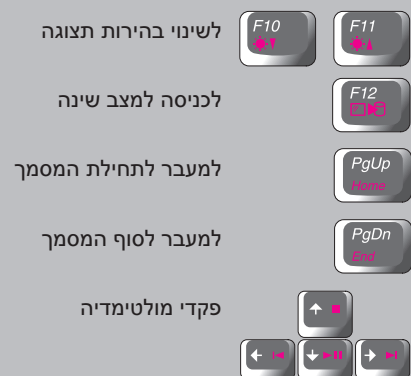 לשינוי בהירות תצוגה F10 F11
לכניסה למצב שינה F12
למעבר לתחילת המסמך PgUp Home
למעבר לסוף המסמך PgDn End
פקדי מולטימדיה